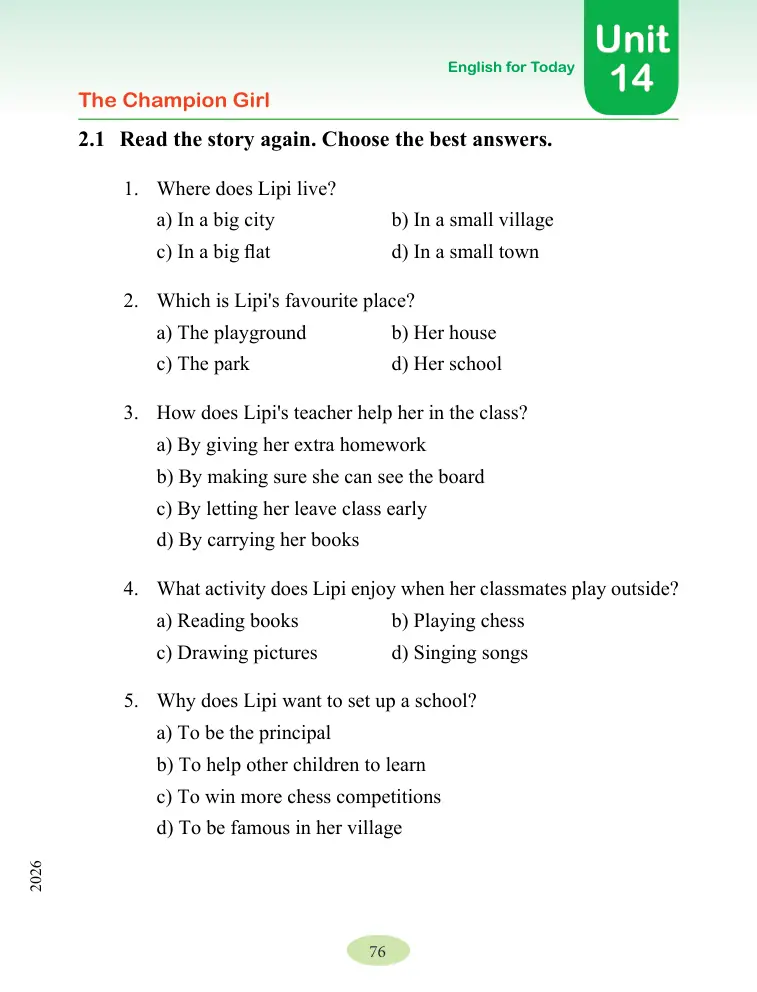 English for Today
Unit
14
The Champion Girl
2.1 Read the story again. Choose the best answers.
1. Where does Lipi live?
a) In a big city b) In a small village
c) In a big flat d) In a small town
2. Which is Lipi's favourite place?
a) The playground b) Her house
c) The park d) Her school
3. How does Lipi's teacher help her in the class?
a) By giving her extra homework
b) By making sure she can see the board
c) By letting her leave class early
d) By carrying her books
4. What activity does Lipi enjoy when her classmates play outside?
a) Reading books b) Playing chess
c) Drawing pictures d) Singing songs
5. Why does Lipi want to set up a school?
a) To be the principal
b) To help other children to learn
c) To win more chess competitions
d) To be famous in her village
2026
76